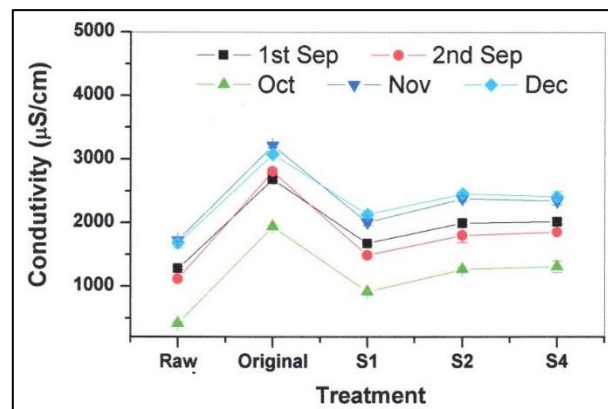 5000
4000
3000
2000
1000
Condutivity (µS/cm)
1st Sep 2nd Sep
Oct Nov Dec
Raw Original S1 S2 S4
Treatment